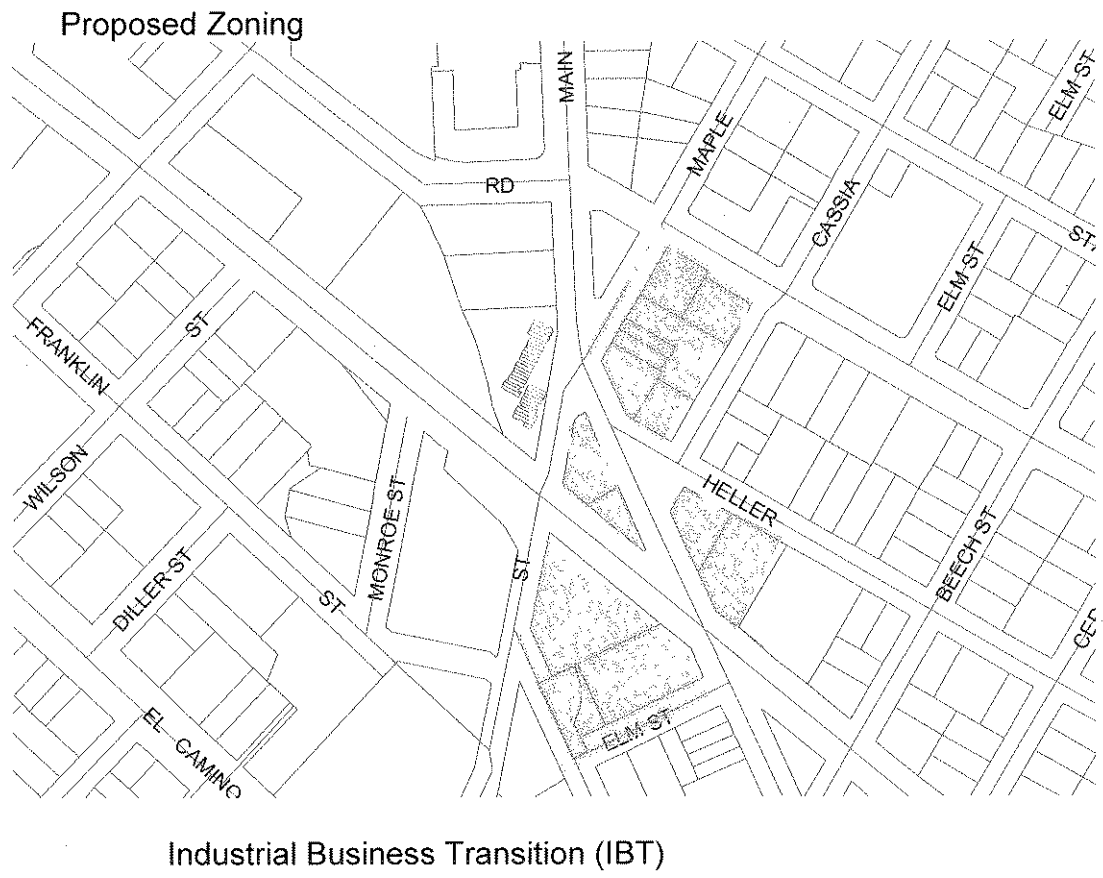 Proposed Zoning
MAIN
ELM ST
MAPLE
RD
CASSIA
ELM ST
ST
FRANKLIN
HELLER
WILSON
MONROE ST
BEECH ST
ST
DILLER ST
ST
EL CAMINO
ELM ST
Industrial Business Transition (IBT)